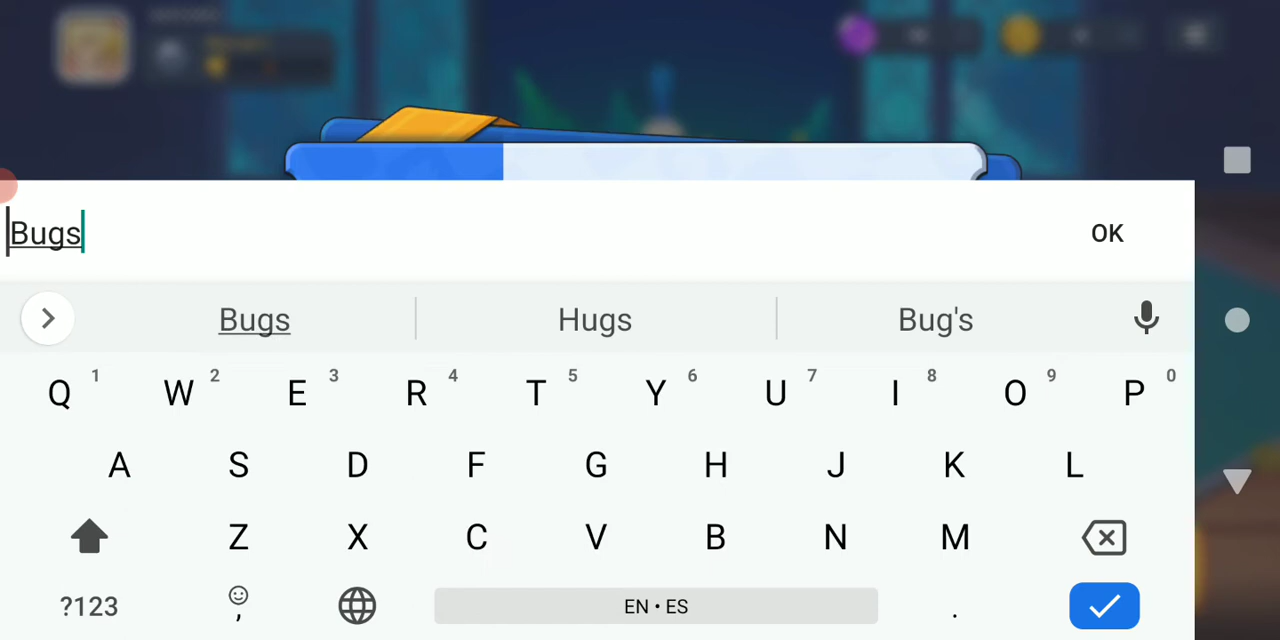 Bugs OK
Bugs Hugs Bug's
Q 1 W 2 E 3 R 4 T 5 Y 6 U 7 I 8 O 9 P 0
A S D F G H J K L
Z X C V B N M
?123 , EN • ES .